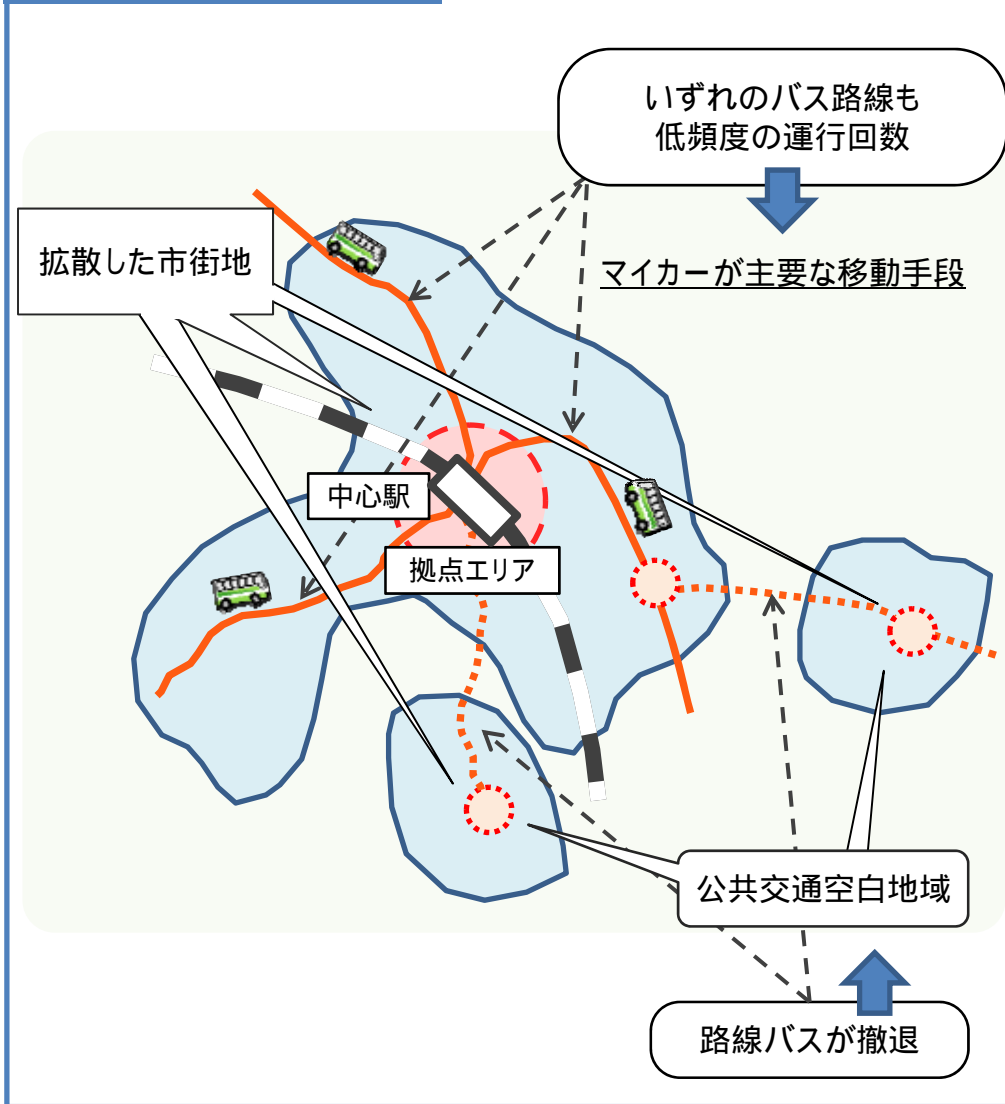 いずれのバス路線も
低頻度の運行回数
マイカーが主要な移動手段
拡散した市街地
中心駅
拠点エリア
公共交通空白地域
路線バスが撤退